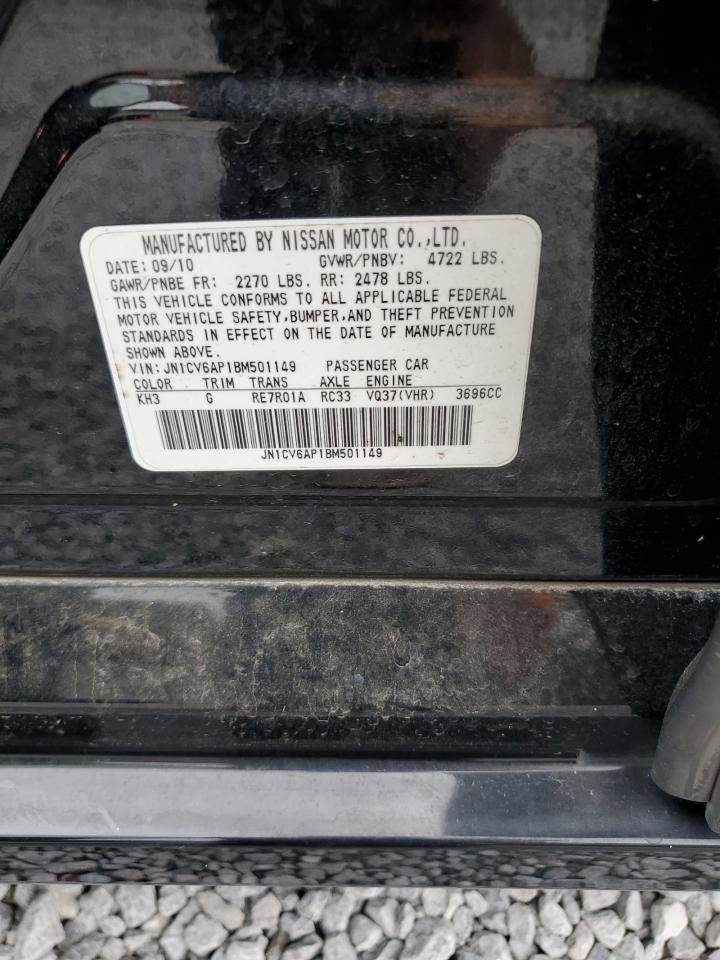 MANUFACTURED BY NISSAN MOTOR CO.,LTD.
DATE: 09/10 GVWR/PNBV: 4722 LBS.
GAWR/PNBE FR: 2270 LBS. RR: 2478 LBS.
THIS VEHICLE CONFORMS TO ALL APPLICABLE FEDERAL
MOTOR VEHICLE SAFETY,BUMPER,AND THEFT PREVENTION
STANDARDS IN EFFECT ON THE DATE OF MANUFACTURE
SHOWN ABOVE.
VIN: JN1CV6AP1BM501149 PASSENGER CAR
COLOR TRIM TRANS AXLE ENGINE
KH3 G RE7R01A RC33 VQ37(VHR) 3696CC
JN1CV6AP1BM501149